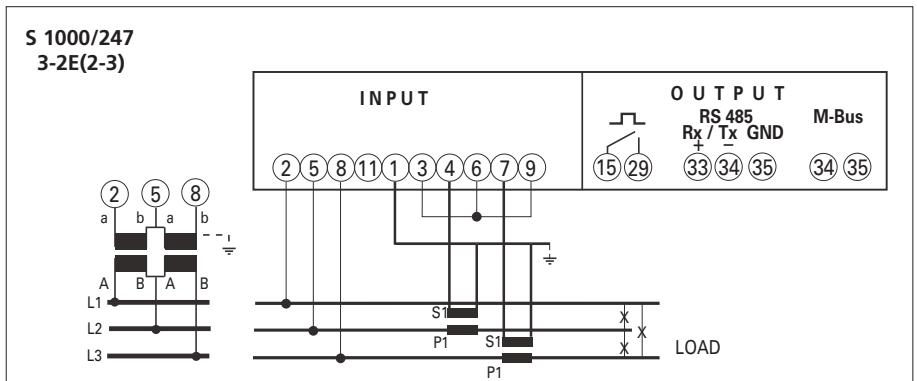 S 1000/247
3-2E(2-3)
INPUT
OUTPUT
RS 485
Rx / Tx GND
M-Bus
+ −
2 5 8 11 1 3 4 6 7 9
15 29 33 34 35 34 35
2 5 8
a b a b
A B A B
L1
L2
L3
S1
P1
S1
P1
X
X
X
LOAD